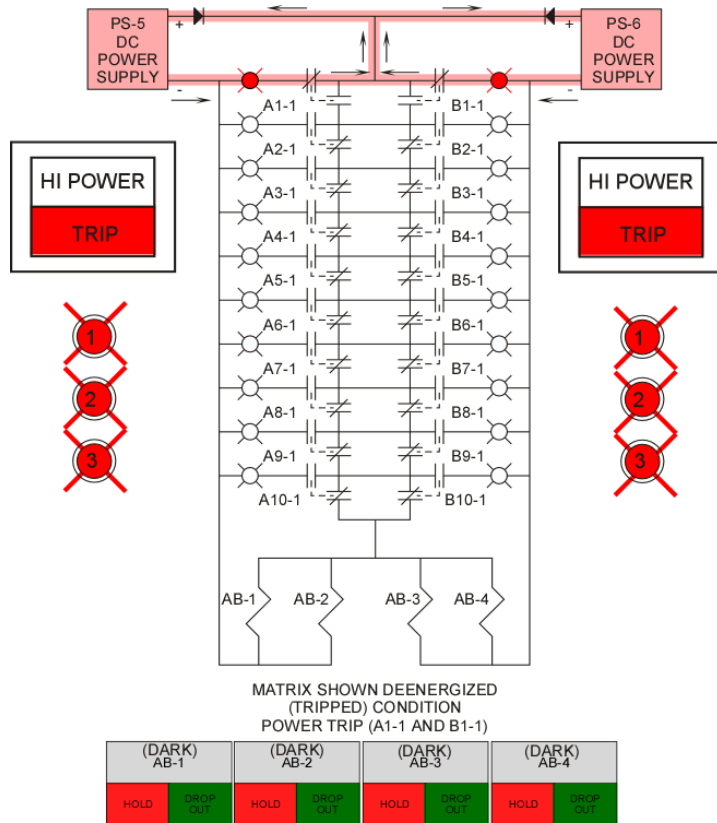 PS-5
DC
POWER
SUPPLY
+
-
PS-6
DC
POWER
SUPPLY
+
-
A1-1 B1-1
A2-1 B2-1
A3-1 B3-1
A4-1 B4-1
A5-1 B5-1
A6-1 B6-1
A7-1 B7-1
A8-1 B8-1
A9-1 B9-1
A10-1 B10-1
HI POWER
TRIP
1
2
3
HI POWER
TRIP
1
2
3
AB-1 AB-2 AB-3 AB-4
MATRIX SHOWN DEENERGIZED
(TRIPPED) CONDITION
POWER TRIP (A1-1 AND B1-1)
(DARK) (DARK) (DARK) (DARK)
AB-1 AB-2 AB-3 AB-4
HOLD DROP OUT HOLD DROP OUT HOLD DROP OUT HOLD DROP OUT